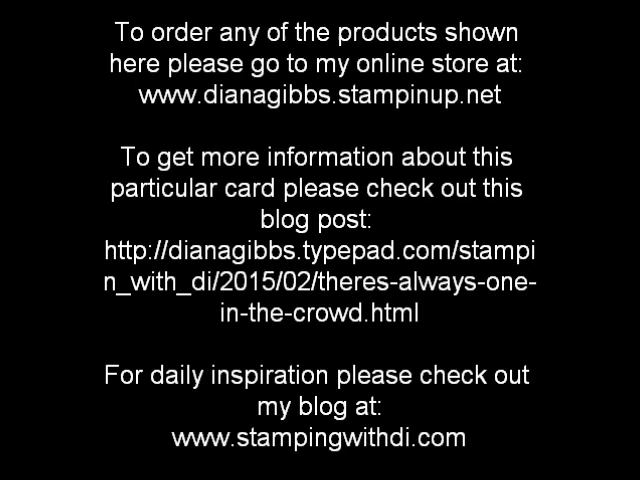 To order any of the products shown
here please go to my online store at:
www.dianagibbs.stampinup.net
To get more information about this
particular card please check out this
blog post:
http://dianagibbs.typepad.com/stampi
n_with_di/2015/02/theres-always-one-
in-the-crowd.html
For daily inspiration please check out
my blog at:
www.stampingwithdi.com